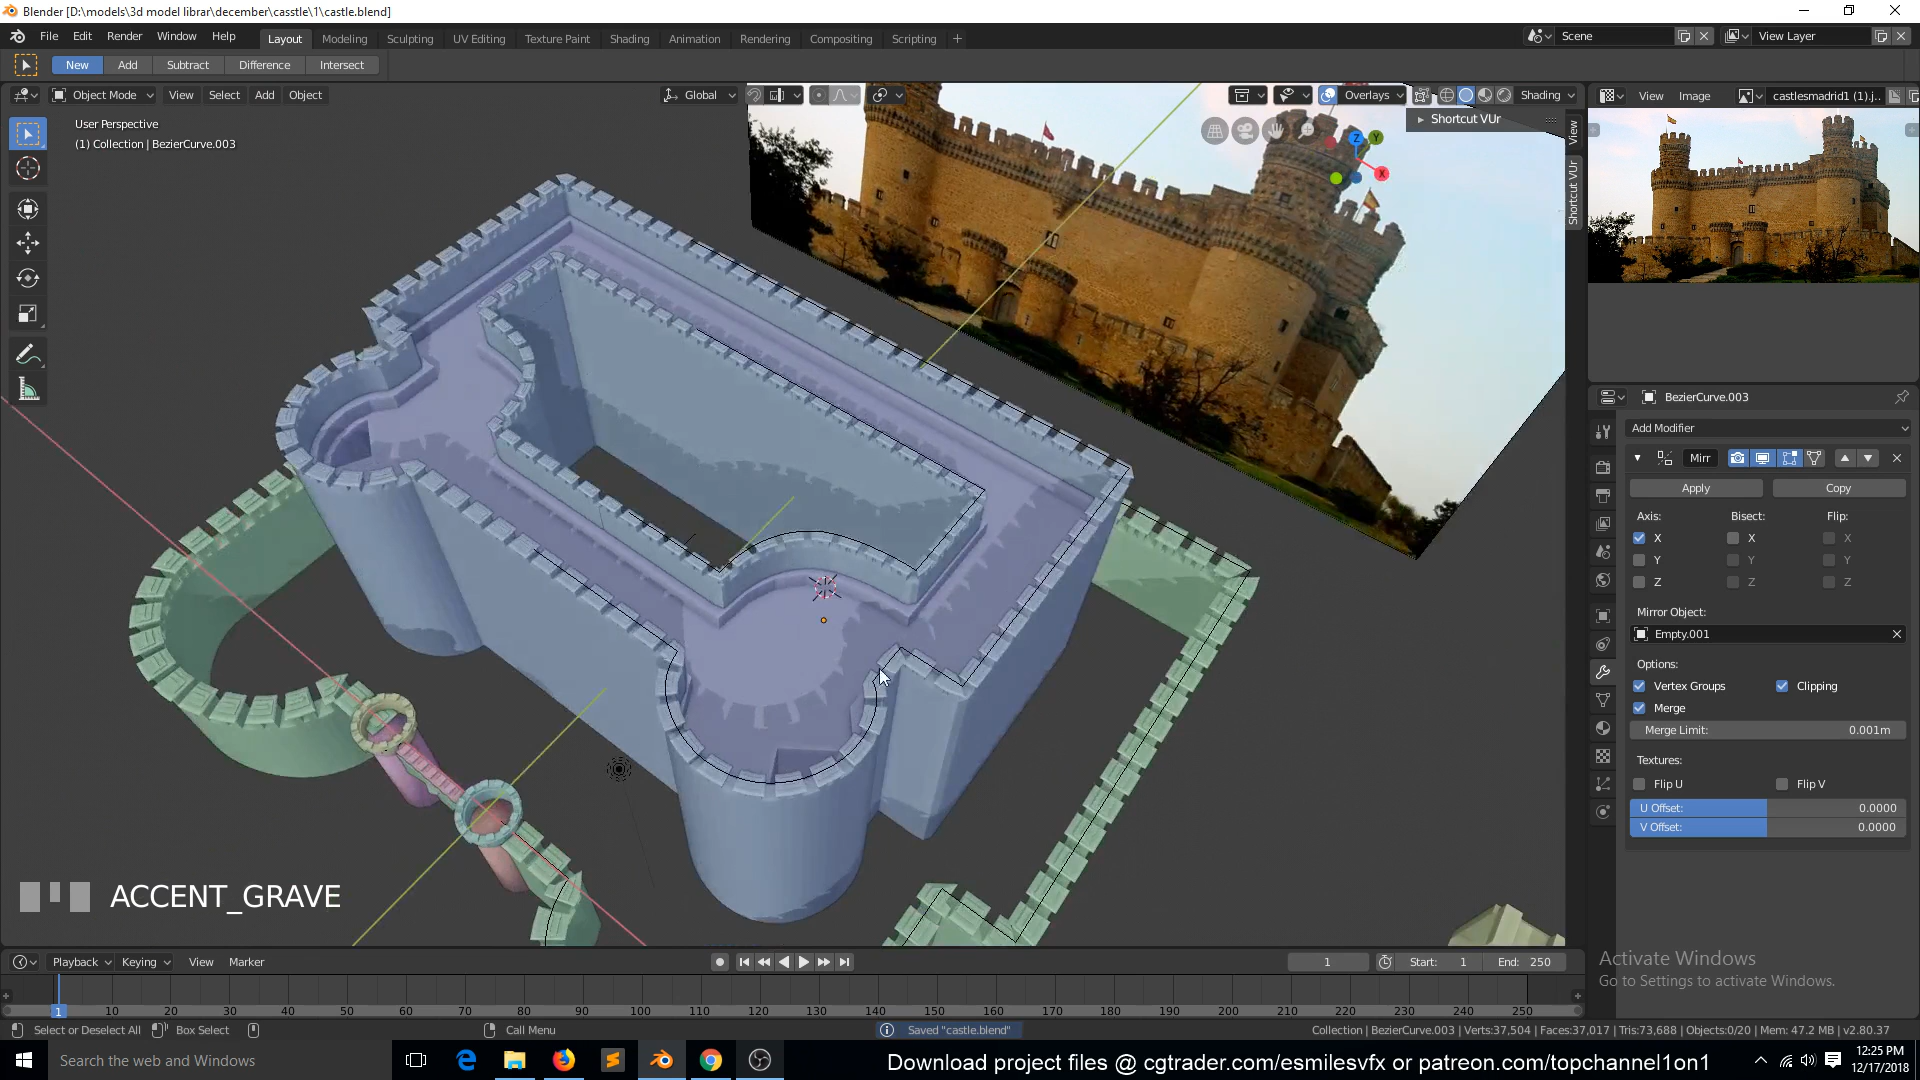 Blender [D:\models\3d model librar\december\casstle\1\castle.blend]
File Edit Render Window Help
Layout Modeling Sculpting UV Editing Texture Paint Shading Animation Rendering Compositing Scripting +
Scene
View Layer
New Add Subtract Difference Intersect
Object Mode View Select Add Object
Global
Overlays
Shading
View Image
castlesmadrid1 (1).j..
User Perspective
(1) Collection | BezierCurve.003
Shortcut VUr
View
Shortcut VUr
Z
Y
X
BezierCurve.003
Add Modifier
Mirr
Apply Copy
Axis: Bisect: Flip:
X X X
Y Y Y
Z Z Z
Mirror Object:
Empty.001
Options:
Vertex Groups Clipping
Merge
Merge Limit: 0.001m
Textures:
Flip U Flip V
U Offset: 0.0000
V Offset: 0.0000
ACCENT_GRAVE
Activate Windows
Go to Settings to activate Windows.
Playback Keying View Marker
1
Start: 1 End: 250
1 10 20 30 40 50 60 70 80 90 100 110 120 130 140 150 160 170 180 190 200 210 220 230 240 250
Select or Deselect All Box Select Call Menu
Saved "castle.blend"
Collection | BezierCurve.003 | Verts:37,504 | Faces:37,017 | Tris:73,688 | Objects:0/20 | Mem: 47.2 MB | v2.80.37
Search the web and Windows
Download project files @ cgtrader.com/esmilesvfx or patreon.com/topchannel1on1
12:25 PM
12/17/2018